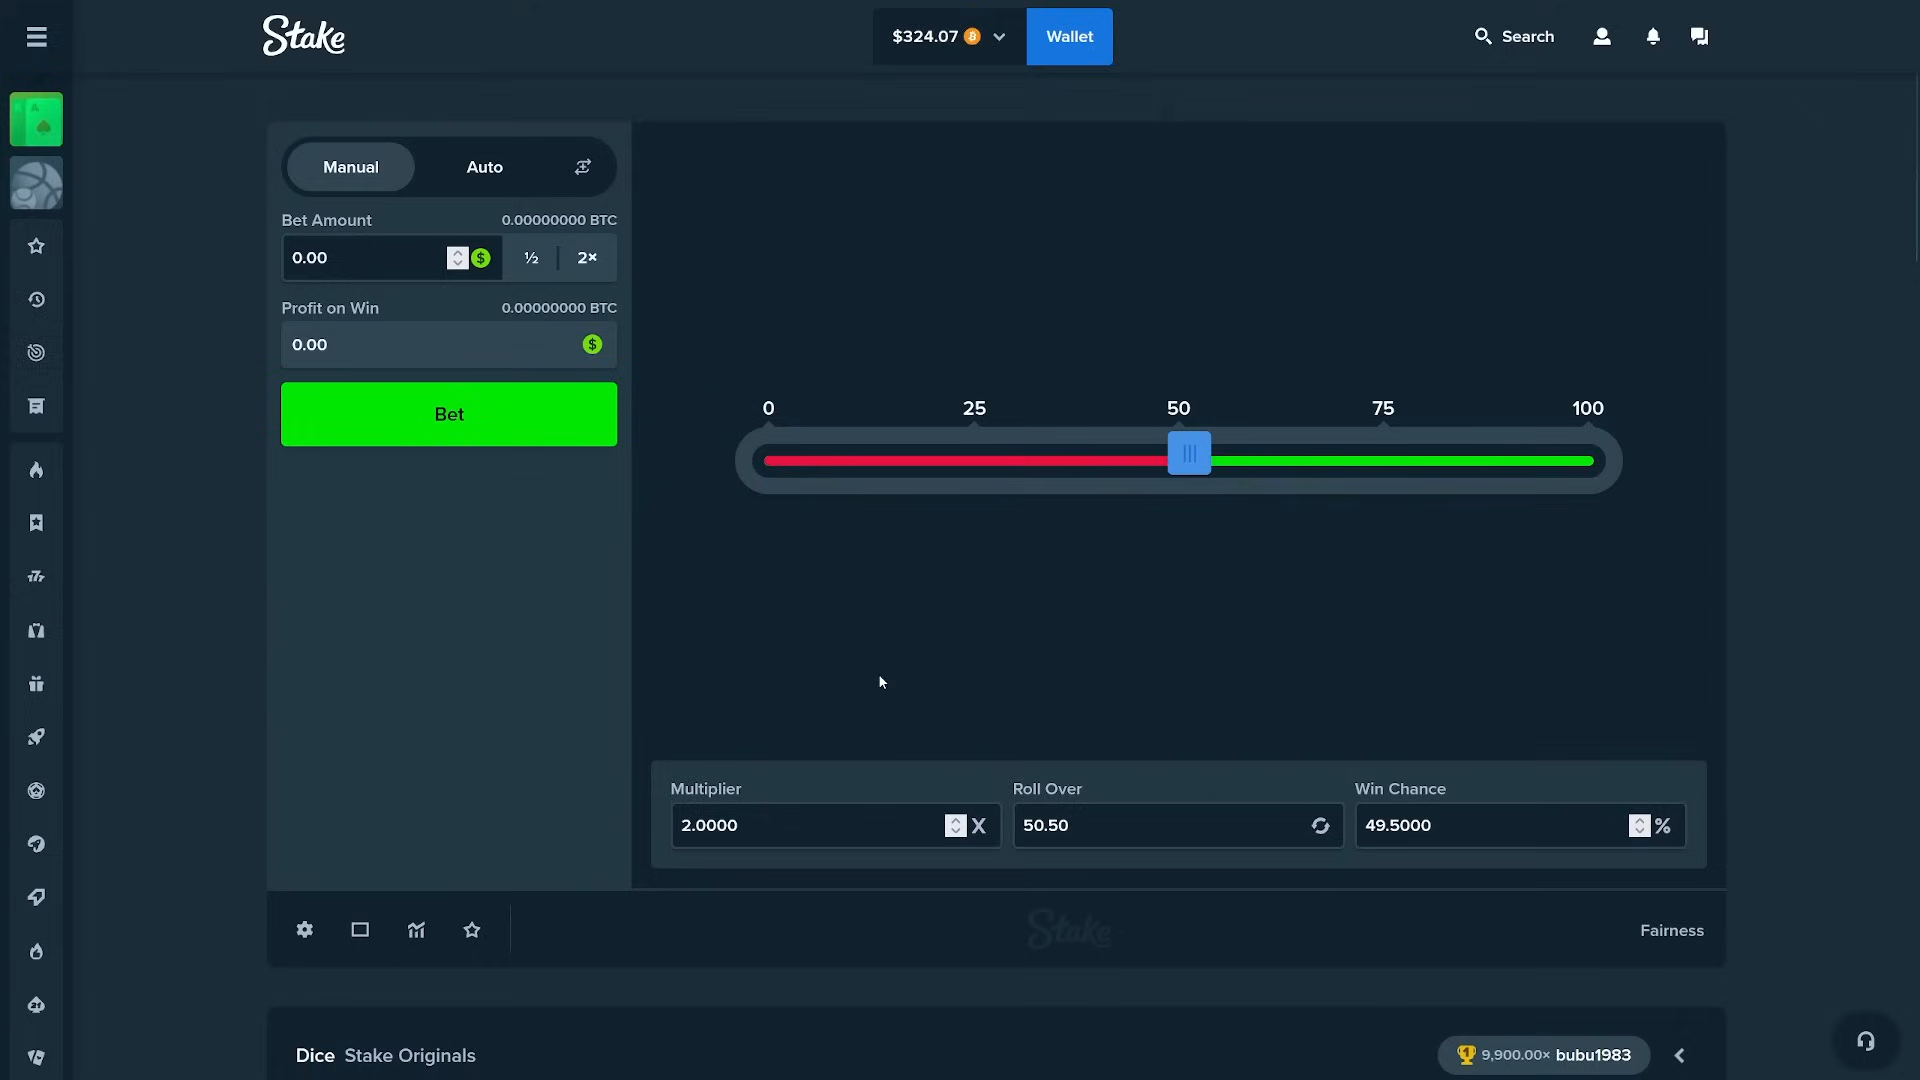 Stake
$324.07
Wallet
Search
Manual
Auto
Bet Amount
0.00000000 BTC
0.00
$
½
2×
Profit on Win
0.00000000 BTC
0.00
$
Bet
0
25
50
75
100
Multiplier
Roll Over
Win Chance
2.0000
X
50.50
49.5000
%
Stake
Fairness
Dice Stake Originals
1
9,900.00× bubu1983